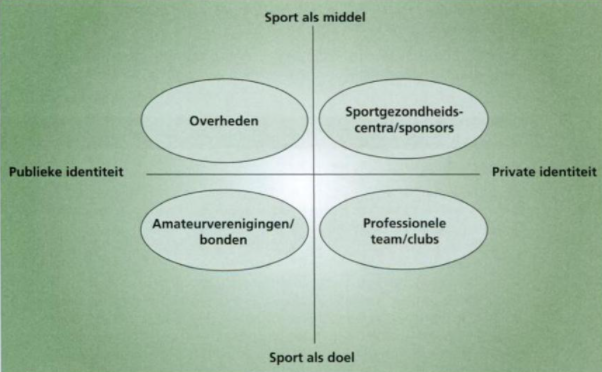 Sport als middel
Overheden
Sportgezondheids-
centra/sponsors
Publieke identiteit
Private identiteit
Amateurverenigingen/
bonden
Professionele
team/clubs
Sport als doel